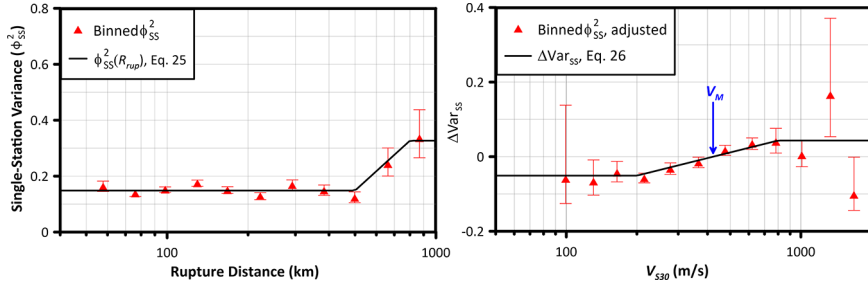 0.8
0.6
0.4
0.2
0.0
Single-Station Variance (ϕ²SS)
Binned ϕ²SS
ϕ²SS(Rrup), Eq. 25
100
1000
Rupture Distance (km)
0.4
0.2
0
-0.2
ΔVarSS
Binned ϕ²SS, adjusted
ΔVarSS, Eq. 26
VM
100
1000
VS30 (m/s)